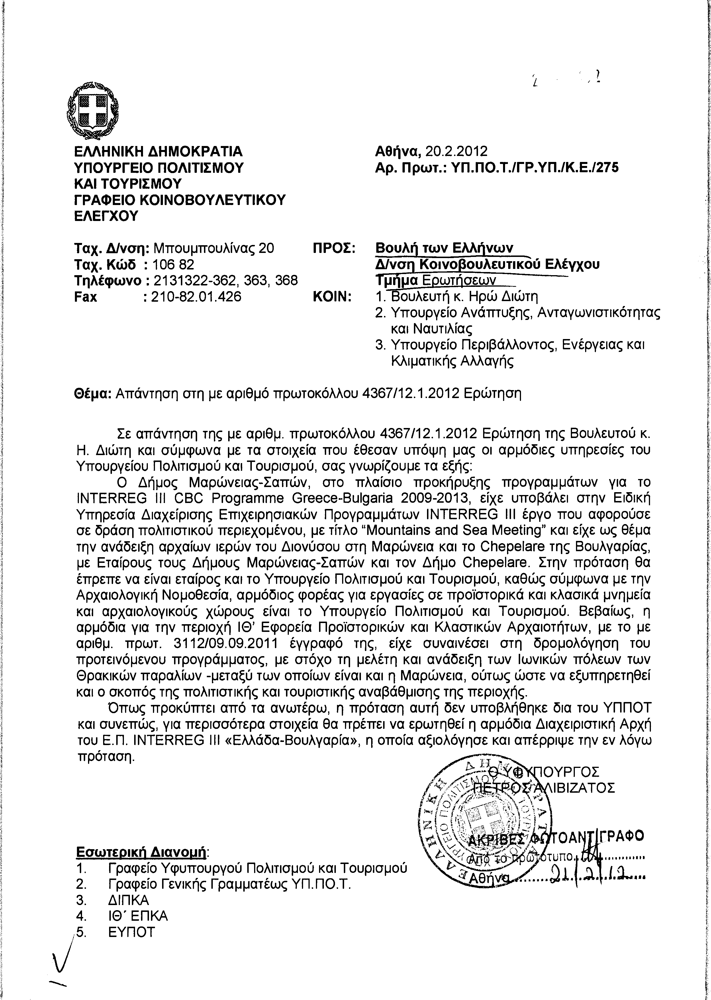 ΕΛΛΗΝΙΚΗ ΔΗΜΟΚΡΑΤΙΑ
ΥΠΟΥΡΓΕΙΟ ΠΟΛΙΤΙΣΜΟΥ
ΚΑΙ ΤΟΥΡΙΣΜΟΥ
ΓΡΑΦΕΙΟ ΚΟΙΝΟΒΟΥΛΕΥΤΙΚΟΥ
ΕΛΕΓΧΟΥ
Αθήνα, 20.2.2012
Αρ. Πρωτ.: ΥΠ.ΠΟ.Τ./ΓΡ.ΥΠ./Κ.Ε./275
Ταχ. Δ/νση: Μπουμπουλίνας 20
Ταχ. Κώδ : 106 82
Τηλέφωνο : 2131322-362, 363, 368
Fax : 210-82.01.426
ΠΡΟΣ: Βουλή των Ελλήνων
Δ/νση Κοινοβουλευτικού Ελέγχου
Τμήμα Ερωτήσεων
ΚΟΙΝ: 1. Βουλευτή κ. Ηρώ Διώτη
2. Υπουργείο Ανάπτυξης, Ανταγωνιστικότητας
και Ναυτιλίας
3. Υπουργείο Περιβάλλοντος, Ενέργειας και
Κλιματικής Αλλαγής
Θέμα: Απάντηση στη με αριθμό πρωτοκόλλου 4367/12.1.2012 Ερώτηση
Σε απάντηση της με αριθμ. πρωτοκόλλου 4367/12.1.2012 Ερώτηση της Βουλευτού κ.
Η. Διώτη και σύμφωνα με τα στοιχεία που έθεσαν υπόψη μας οι αρμόδιες υπηρεσίες του
Υπουργείου Πολιτισμού και Τουρισμού, σας γνωρίζουμε τα εξής:
Ο Δήμος Μαρώνειας-Σαπών, στο πλαίσιο προκήρυξης προγραμμάτων για το
INTERREG III CBC Programme Greece-Bulgaria 2009-2013, είχε υποβάλει στην Ειδική
Υπηρεσία Διαχείρισης Επιχειρησιακών Προγραμμάτων INTERREG III έργο που αφορούσε
σε δράση πολιτιστικού περιεχομένου, με τίτλο “Mountains and Sea Meeting” και είχε ως θέμα
την ανάδειξη αρχαίων ιερών του Διονύσου στη Μαρώνεια και το Chepelare της Βουλγαρίας,
με Εταίρους τους Δήμους Μαρώνειας-Σαπών και τον Δήμο Chepelare. Στην πρόταση θα
έπρεπε να είναι εταίρος και το Υπουργείο Πολιτισμού και Τουρισμού, καθώς σύμφωνα με την
Αρχαιολογική Νομοθεσία, αρμόδιος φορέας για εργασίες σε προϊστορικά και κλασικά μνημεία
και αρχαιολογικούς χώρους είναι το Υπουργείο Πολιτισμού και Τουρισμού. Βεβαίως, η
αρμόδια για την περιοχή ΙΘ’ Εφορεία Προϊστορικών και Κλαστικών Αρχαιοτήτων, με το με
αριθμ. πρωτ. 3112/09.09.2011 έγγραφό της, είχε συναινέσει στη δρομολόγηση του
προτεινόμενου προγράμματος, με στόχο τη μελέτη και ανάδειξη των Ιωνικών πόλεων των
Θρακικών παραλίων -μεταξύ των οποίων είναι και η Μαρώνεια, ούτως ώστε να εξυπηρετηθεί
και ο σκοπός της πολιτιστικής και τουριστικής αναβάθμισης της περιοχής.
Όπως προκύπτει από τα ανωτέρω, η πρόταση αυτή δεν υποβλήθηκε δια του ΥΠΠΟΤ
και συνεπώς, για περισσότερα στοιχεία θα πρέπει να ερωτηθεί η αρμόδια Διαχειριστική Αρχή
του Ε.Π. INTERREG III «Ελλάδα-Βουλγαρία», η οποία αξιολόγησε και απέρριψε την εν λόγω
πρόταση.
Ο ΥΦΥΠΟΥΡΓΟΣ
ΠΕΤΡΟΣ ΑΛΙΒΙΖΑΤΟΣ
ΕΛΛΗΝΙΚΗ ΔΗΜΟΚΡΑΤΙΑ
ΥΠΟΥΡΓΕΙΟ ΠΟΛΙΤΙΣΜΟΥ ΚΑΙ ΤΟΥΡΙΣΜΟΥ
ΑΚΡΙΒΕΣ ΦΩΤΟΑΝΤΙΓΡΑΦΟ
Από το πρωτότυπο
Αθήνα 21/2/12
Εσωτερική Διανομή:
1. Γραφείο Υφυπουργού Πολιτισμού και Τουρισμού
2. Γραφείο Γενικής Γραμματέως ΥΠ.ΠΟ.Τ.
3. ΔΙΠΚΑ
4. ΙΘ΄ ΕΠΚΑ
5. ΕΥΠΟΤ